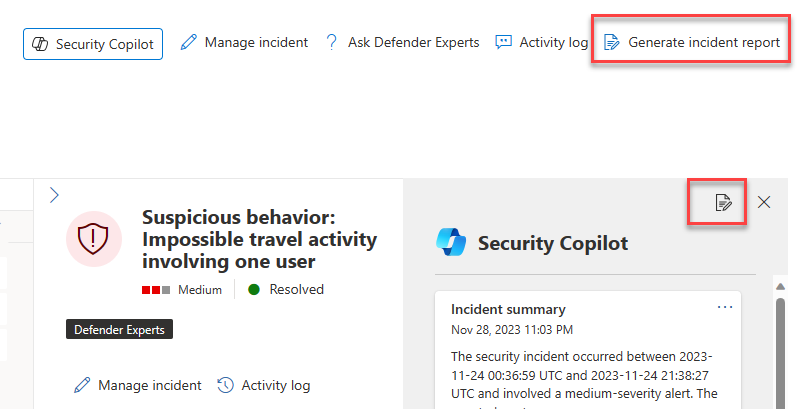 Security Copilot
Manage incident
? Ask Defender Experts
Activity log
Generate incident report
Suspicious behavior:
Impossible travel activity
involving one user
Medium
Resolved
Defender Experts
Manage incident
Activity log
Security Copilot
Incident summary
...
Nov 28, 2023 11:03 PM
The security incident occurred between 2023-
11-24 00:36:59 UTC and 2023-11-24 21:38:27
UTC and involved a medium-severity alert. The